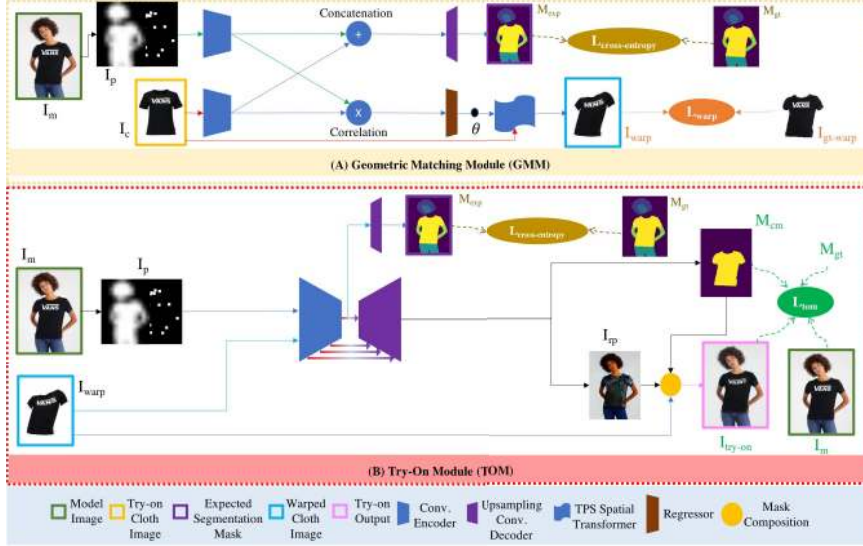 Concatenation
M_exp
L_cross-entropy
M_gt
I_p
I_m
VANS
I_c
Correlation
θ
I_warp
L_warp
I_gt-warp
(A) Geometric Matching Module (GMM)
M_exp
M_gt
L_cross-entropy
M_cm
M_gt
I_m
I_p
L_tom
I_rp
I_warp
I_try-on
I_m
(B) Try-On Module (TOM)
Model
Image
Try-on
Cloth
Image
Expected
Segmentation
Mask
Warped
Cloth
Image
Try-on
Output
Conv.
Encoder
Upsampling
Conv.
Decoder
TPS Spatial
Transformer
Regressor
Mask
Composition